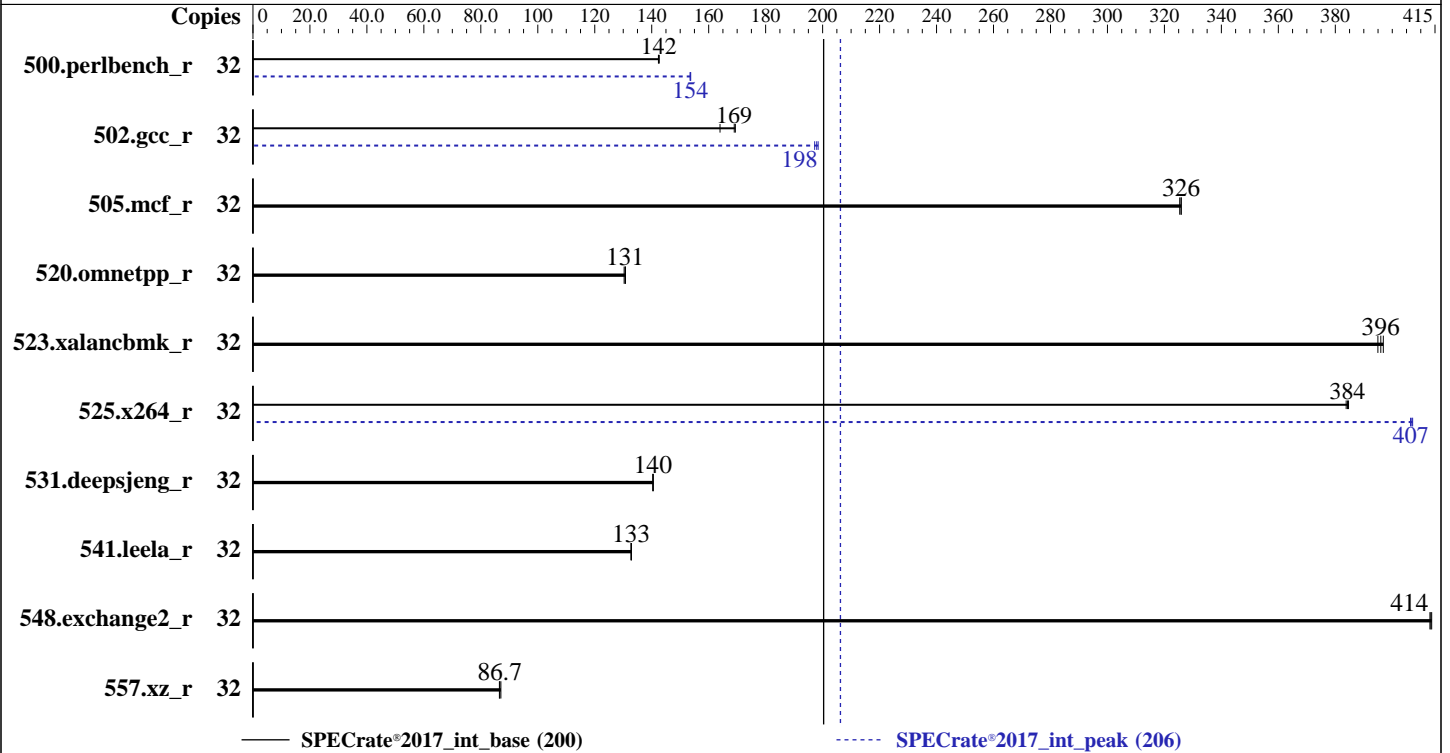 Copies 0 20.0 40.0 60.0 80.0 100 120 140 160 180 200 220 240 260 280 300 320 340 360 380 415
500.perlbench_r 32 142
154
502.gcc_r 32 169
198
505.mcf_r 32 326
520.omnetpp_r 32 131
523.xalancbmk_r 32 396
525.x264_r 32 384
407
531.deepsjeng_r 32 140
541.leela_r 32 133
548.exchange2_r 32 414
557.xz_r 32 86.7
SPECrate®2017_int_base (200) SPECrate®2017_int_peak (206)